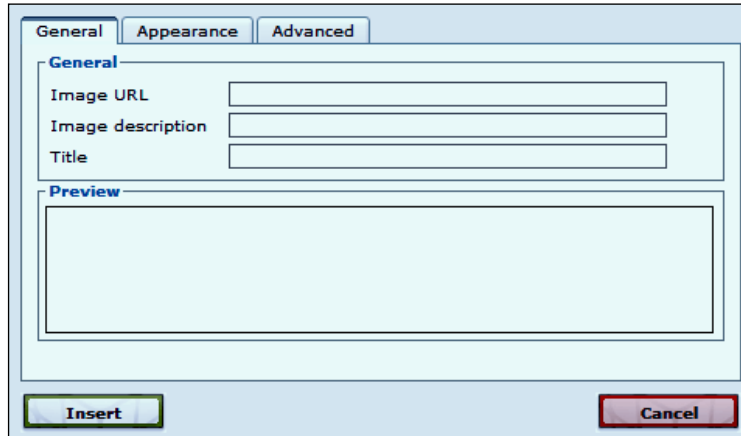 General Appearance Advanced
General
Image URL
Image description
Title
Preview
Insert Cancel